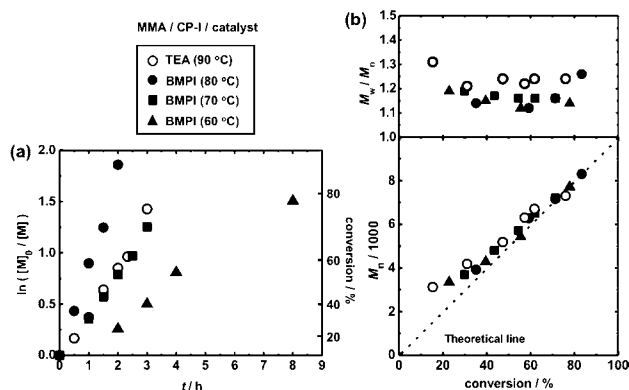 MMA / CP-I / catalyst
TEA (90 °C)
BMPI (80 °C)
BMPI (70 °C)
BMPI (60 °C)
(a)
2.0
1.5
1.0
0.5
0.0
ln ( [M]0 / [M] )
80
60
40
20
conversion / %
0 1 2 3 4 5 6 7 8 9
t / h
(b)
1.5
1.4
1.3
1.2
1.1
Mw / Mn
10
8
6
4
2
0
Mn / 1000
Theoretical line
0 20 40 60 80 100
conversion / %